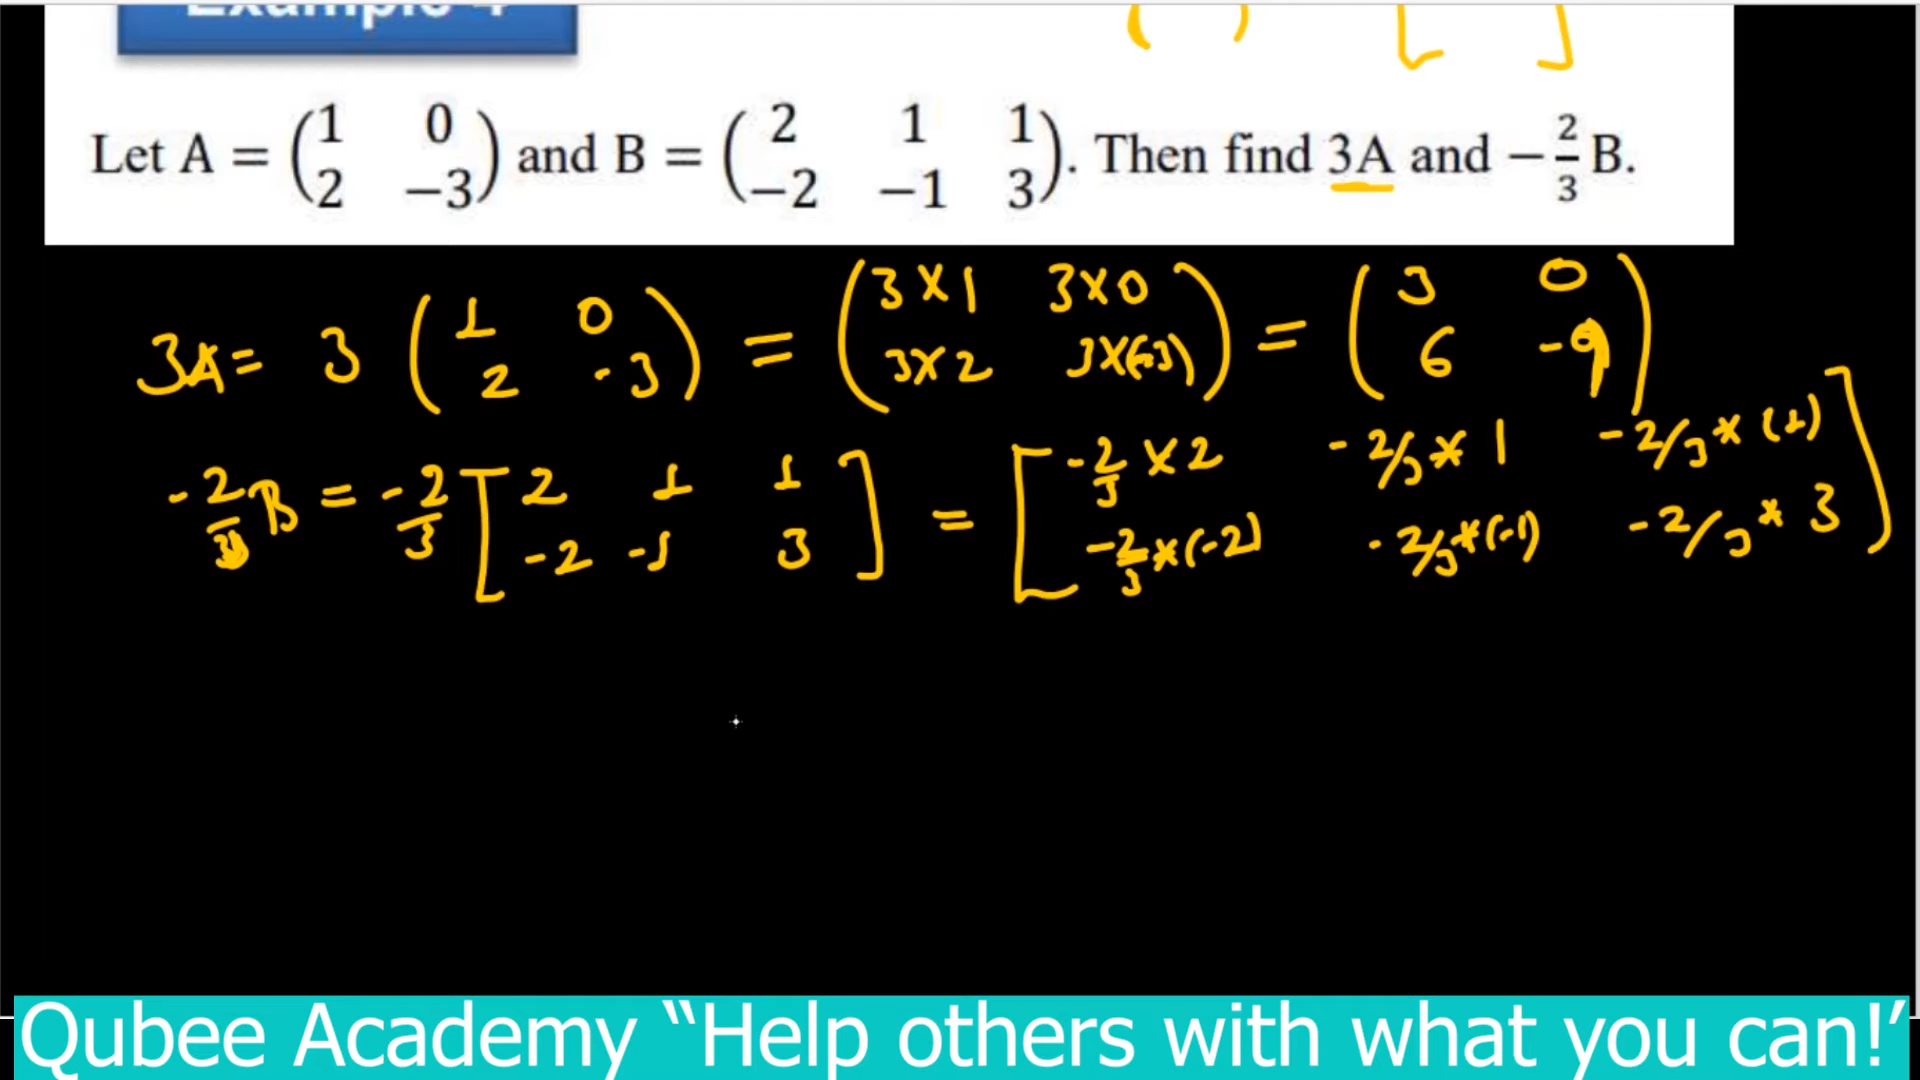 Example 4
( ) [ ]
Let A = (1 0 2 −3) and B = (2 1 1 −2 −1 3). Then find 3A and −2/3 B.
3A = 3 (1 0 2 -3) = (3×1 3×0 3×2 3×(-3)) = (3 0 6 -9)
-2/3 B = -2/3 [2 1 1 -2 -1 3] = [-2/3 × 2 -2/3 * 1 -2/3 * (1) -2/3 * (-2) -2/3 * (-1) -2/3 * 3]
Qubee Academy “Help others with what you can!’